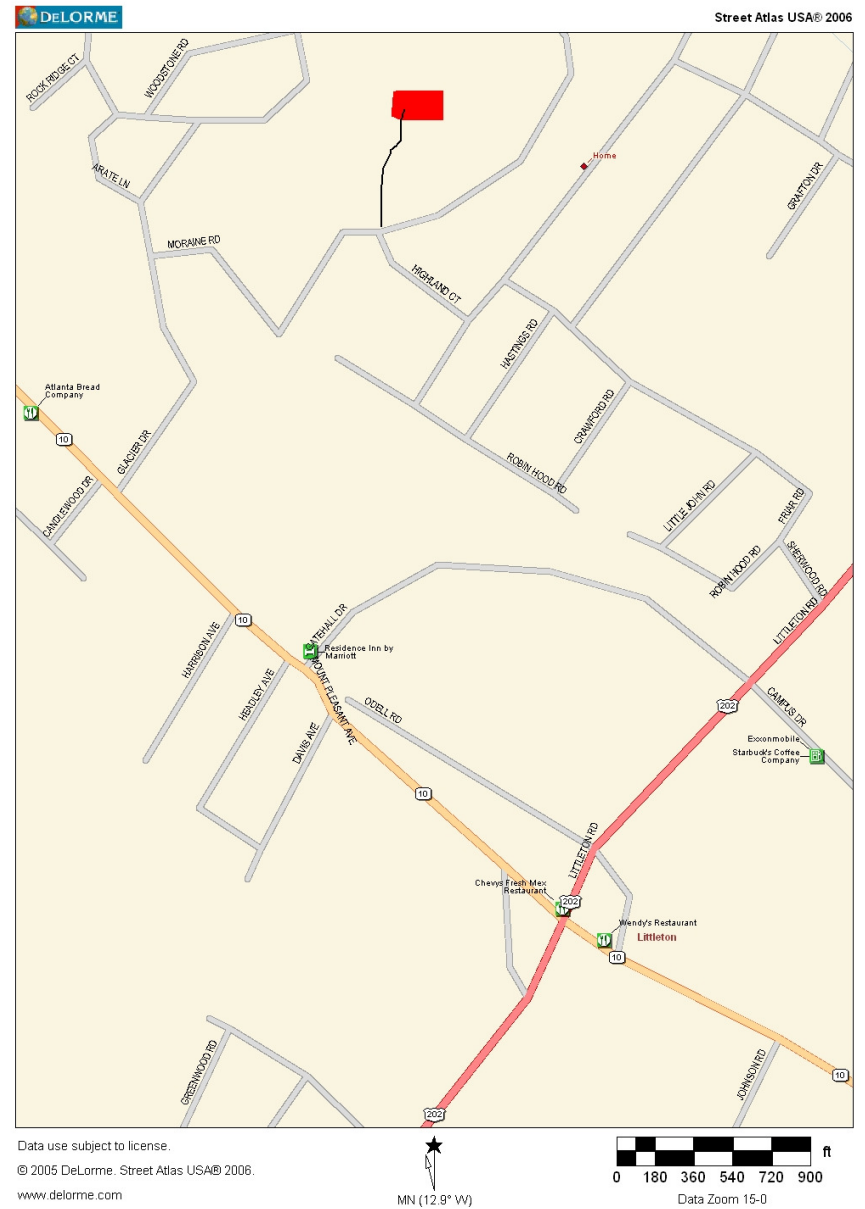 DELORME
Street Atlas USA® 2006
ROCK RIDGE CT
WOODSTONE RD
ARATE LN
MORAINE RD
Home
GRAFTON DR
HIGHLAND CT
HASTINGS RD
CRAWFORD RD
Atlanta Bread
Company
10
GLACIER DR
CANDLEWOOD DR
ROBIN HOOD RD
LITTLE JOHN RD
FRIAR RD
SHERWOOD RD
ROBIN HOOD RD
LITTLETON RD
10
HARRISON AVE
GATEHALL DR
Residence Inn by
Marriott
HEADLEY AVE
MOUNT PLEASANT AVE
DAVIS AVE
ODELL RD
202
CAMPUS DR
Exxonmobile
Starbuck's Coffee
Company
10
LITTLETON RD
Chevys Fresh Mex
Restaurant
202
Wendy's Restaurant
Littleton
10
GREENWOOD RD
JOHNSON RD
10
202
Data use subject to license.
© 2005 DeLorme. Street Atlas USA® 2006.
www.delorme.com
MN (12.9° W)
ft
0 180 360 540 720 900
Data Zoom 15-0